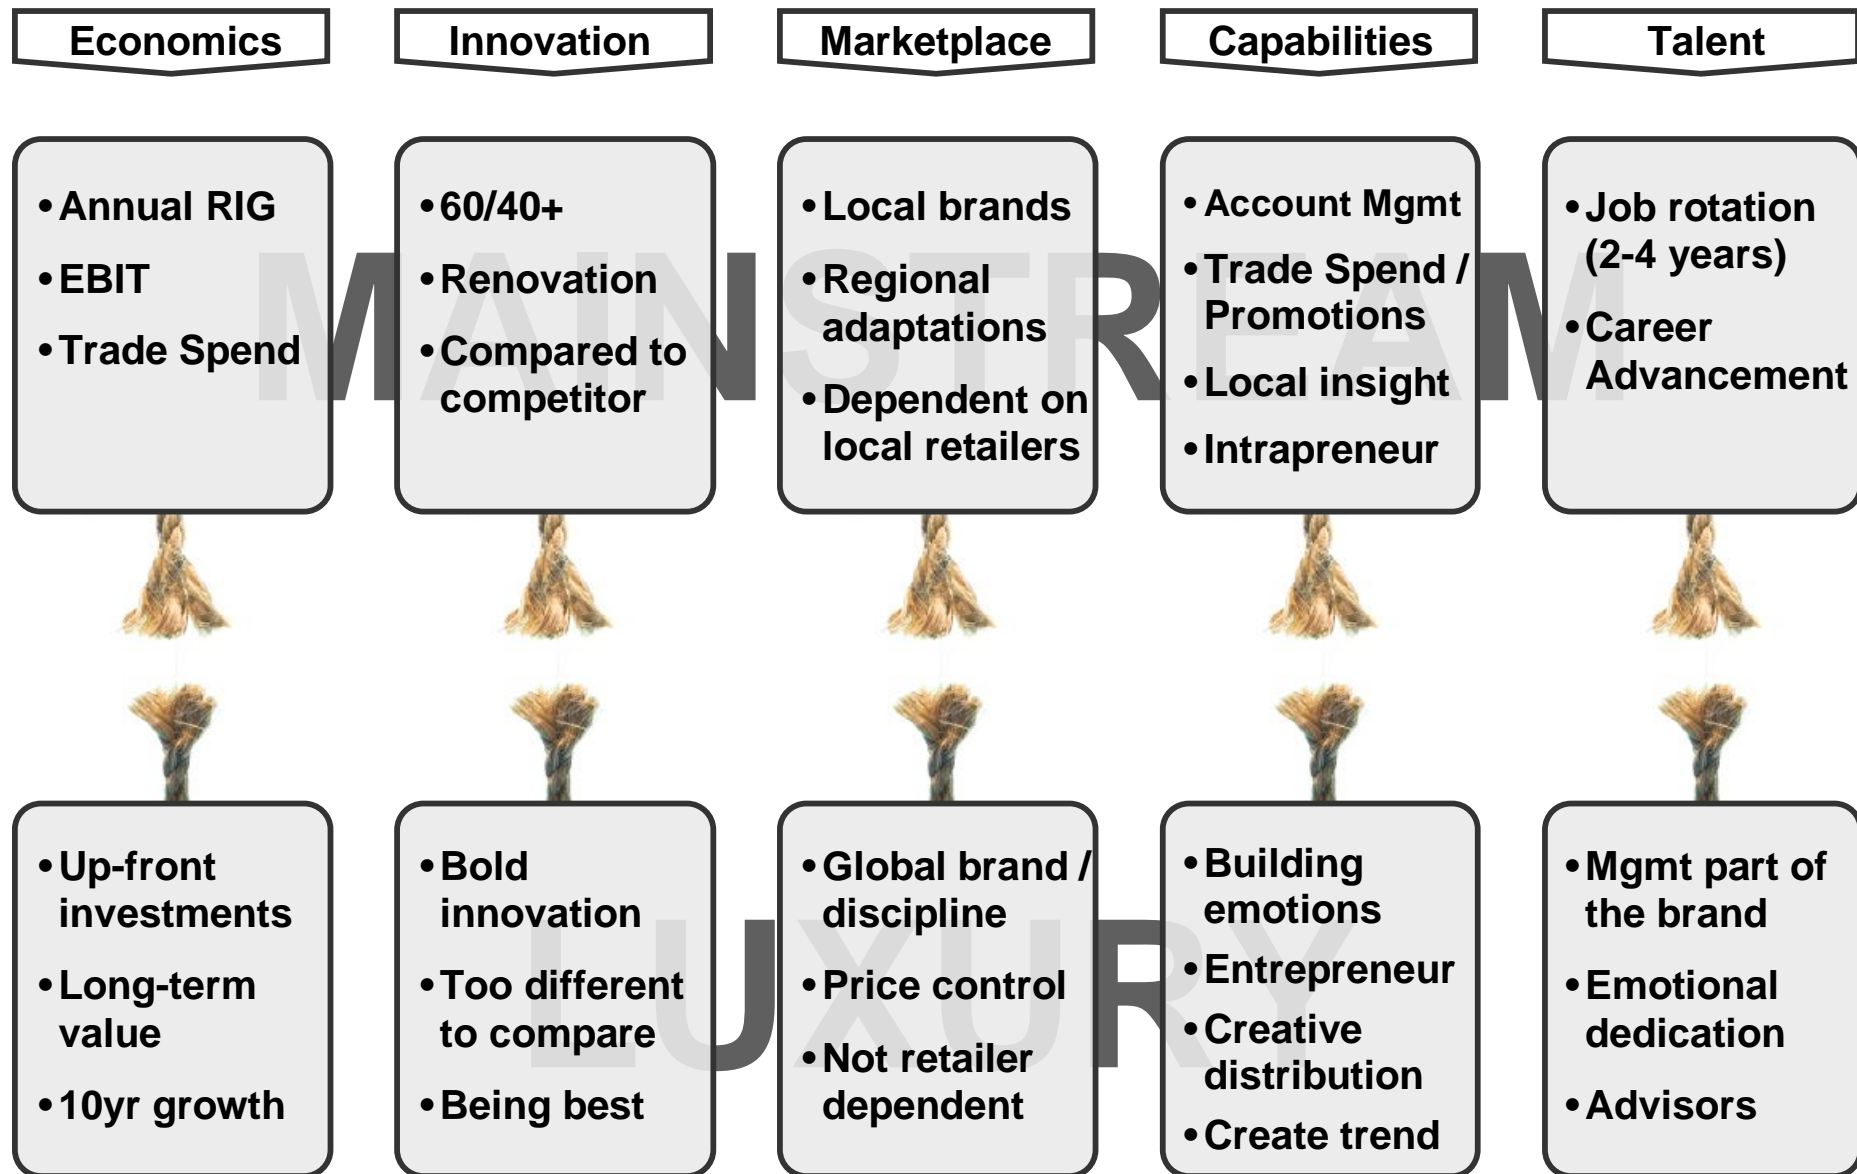 Economics
Innovation
Marketplace
Capabilities
Talent
MAINSTREAM
•Annual RIG
•EBIT
•Trade Spend
•60/40+
•Renovation
•Compared to
competitor
•Local brands
•Regional
adaptations
•Dependent on
local retailers
•Account Mgmt
•Trade Spend /
Promotions
•Local insight
•Intrapreneur
•Job rotation
(2-4 years)
•Career
Advancement
LUXURY
•Up-front
investments
•Long-term
value
•10yr growth
•Bold
innovation
•Too different
to compare
•Being best
•Global brand /
discipline
•Price control
•Not retailer
dependent
•Building
emotions
•Entrepreneur
•Creative
distribution
•Create trend
•Mgmt part of
the brand
•Emotional
dedication
•Advisors